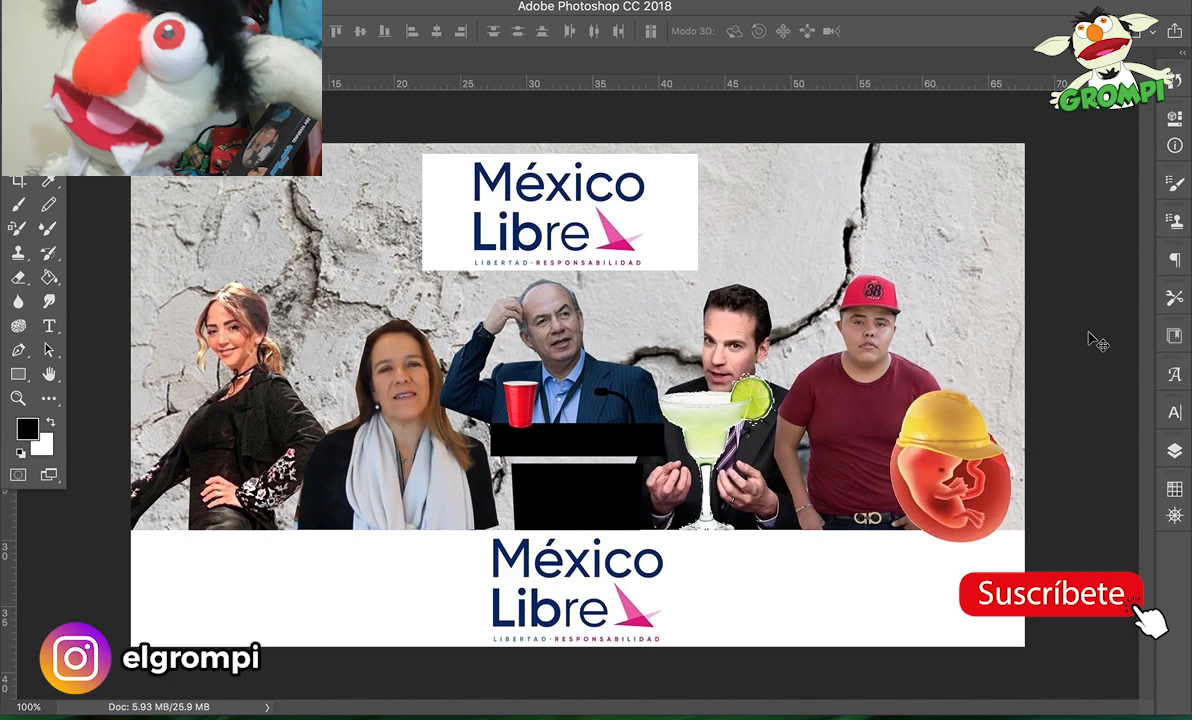 Adobe Photoshop CC 2018
Modo 3D:
15 20 25 30 35 40 45 50 55 60 65 70
GROMPI
México
Libre
LIBERTAD·RESPONSABILIDAD
38
México
Libre
LIBERTAD·RESPONSABILIDAD
Suscríbete
elgrompi
100% Doc: 5.93 MB/25.9 MB